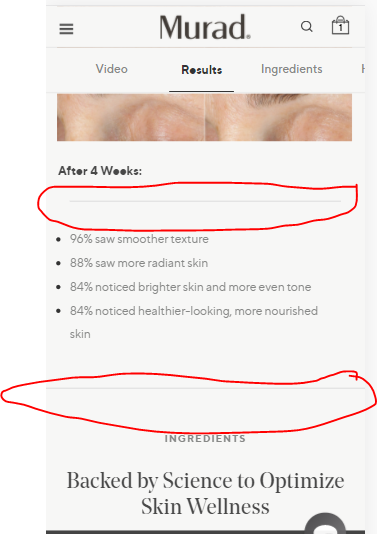 Murad.
1
Video Results Ingredients
After 4 Weeks:
96% saw smoother texture
88% saw more radiant skin
84% noticed brighter skin and more even tone
84% noticed healthier-looking, more nourished
skin
INGREDIENTS
Backed by Science to Optimize
Skin Wellness